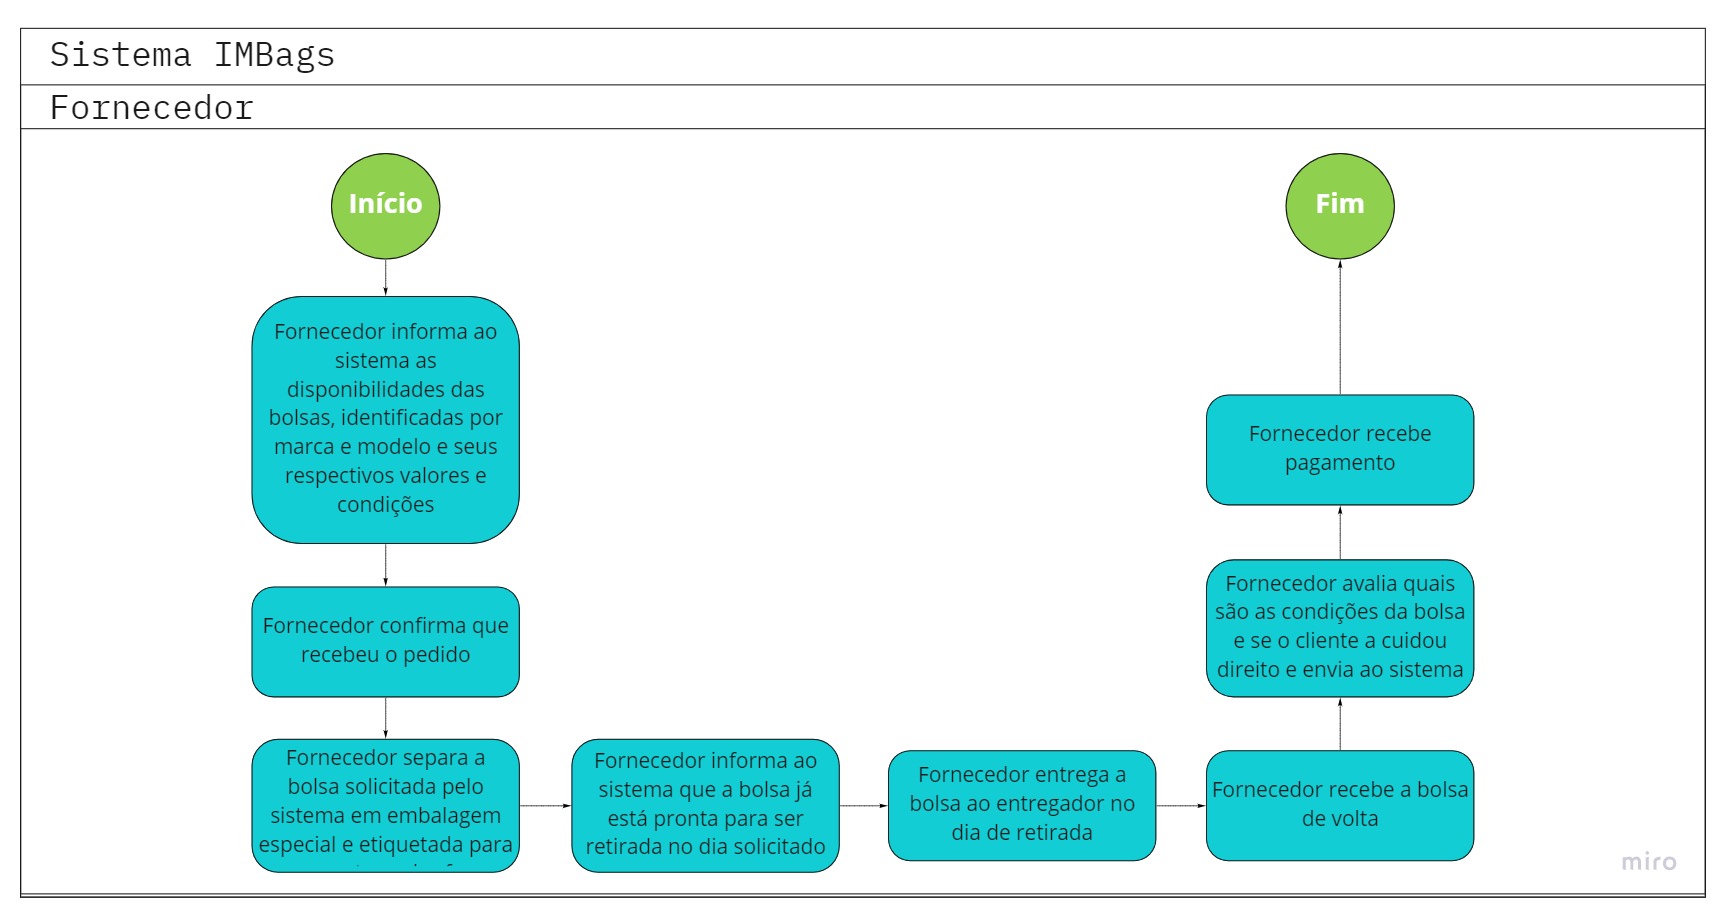 Sistema IMBags
Fornecedor
Início
Fornecedor informa ao
sistema as
disponibilidades das
bolsas, identificadas por
marca e modelo e seus
respectivos valores e
condições
Fornecedor confirma que
recebeu o pedido
Fornecedor separa a
bolsa solicitada pelo
sistema em embalagem
especial e etiquetada para
Fornecedor informa ao
sistema que a bolsa já
está pronta para ser
retirada no dia solicitado
Fornecedor entrega a
bolsa ao entregador no
dia de retirada
Fornecedor recebe a bolsa
de volta
Fornecedor avalia quais
são as condições da bolsa
e se o cliente a cuidou
direito e envia ao sistema
Fornecedor recebe
pagamento
Fim
miro